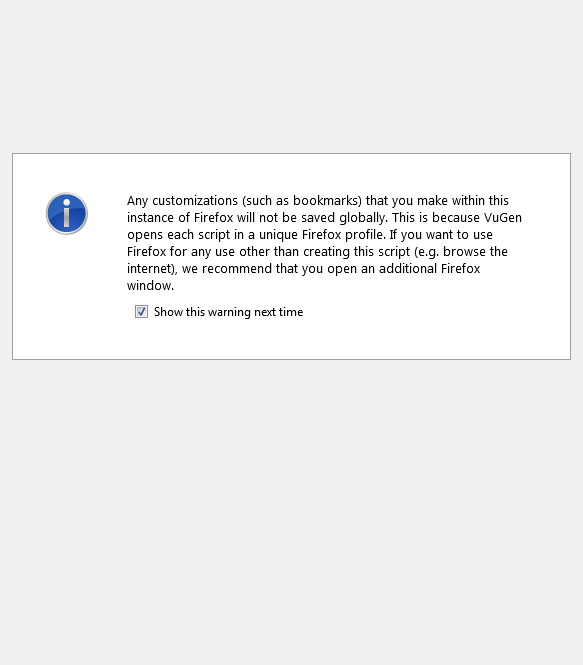 Any customizations (such as bookmarks) that you make within this
instance of Firefox will not be saved globally. This is because VuGen
opens each script in a unique Firefox profile. If you want to use
Firefox for any use other than creating this script (e.g. browse the
internet), we recommend that you open an additional Firefox
window.
Show this warning next time